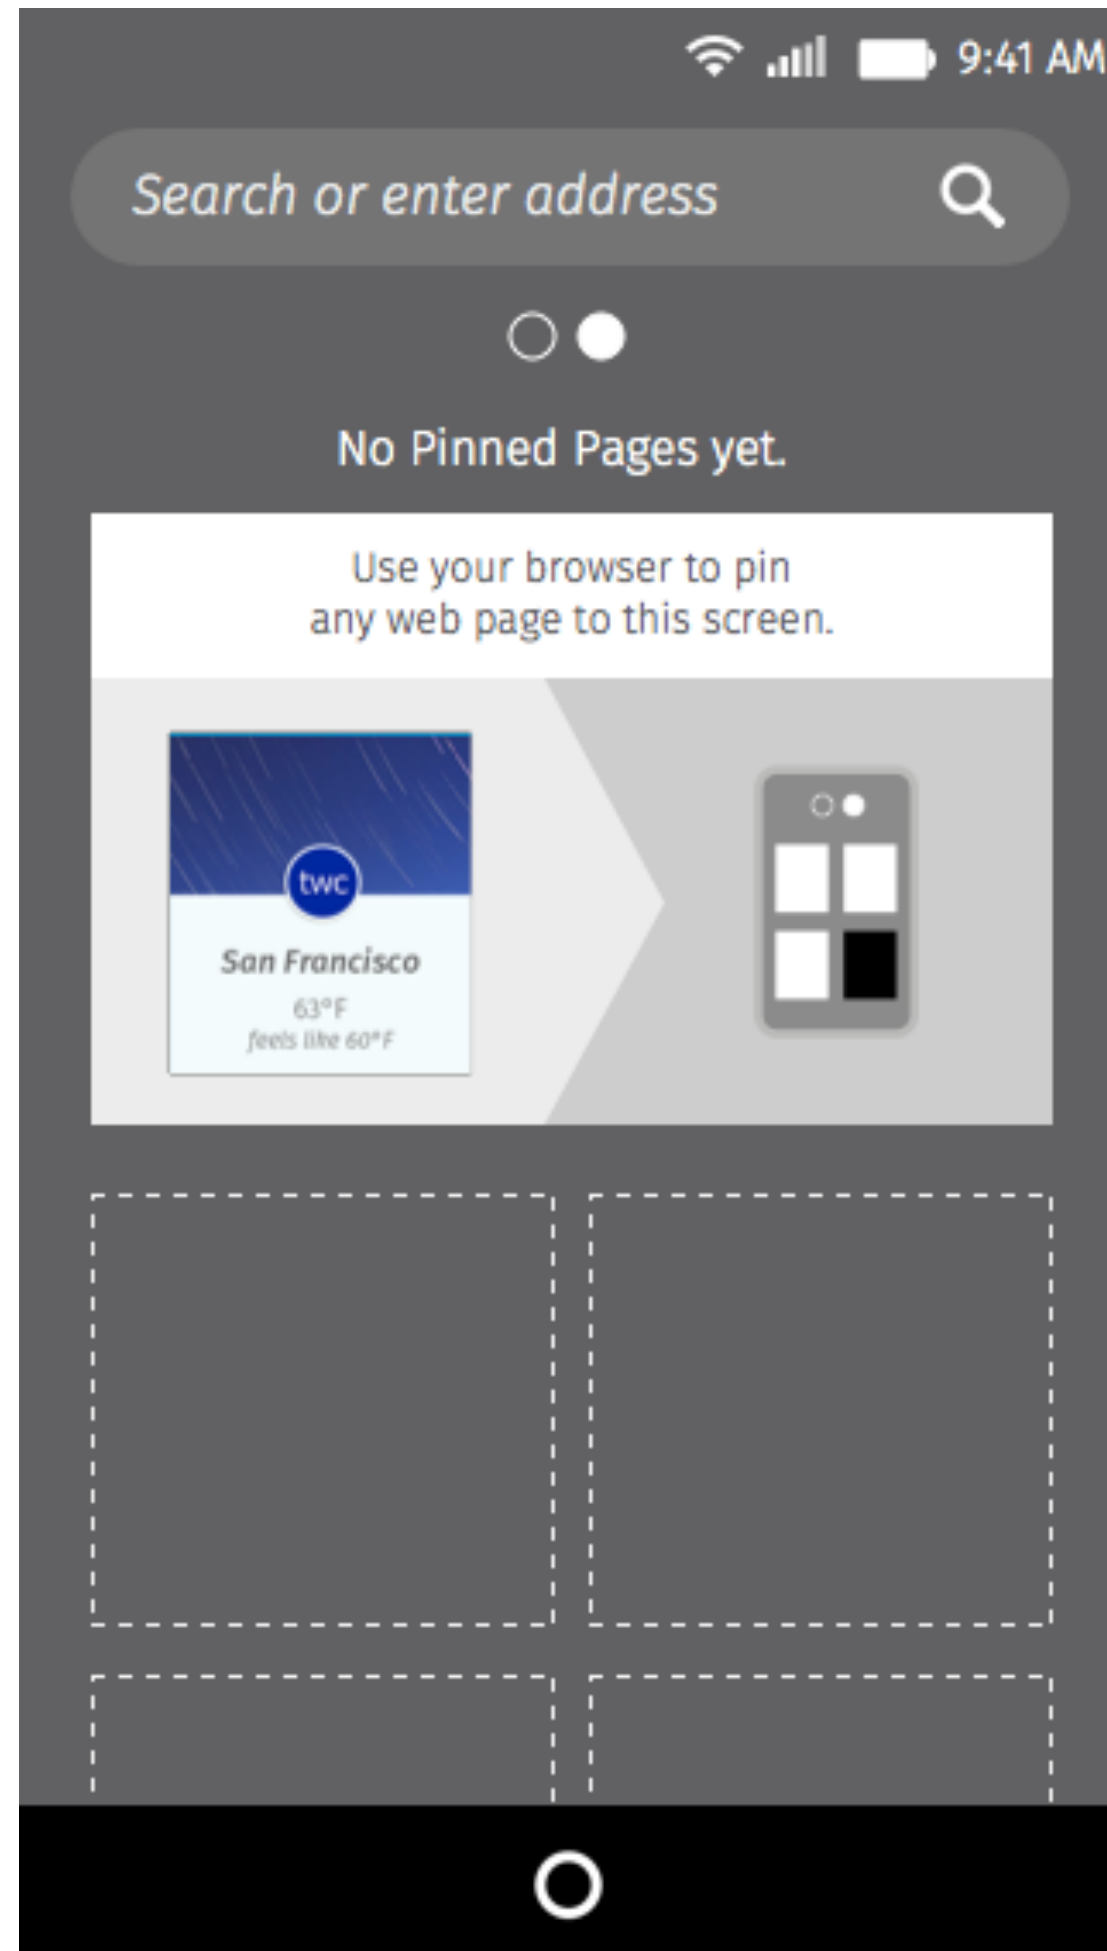 9:41 AM
Search or enter address
No Pinned Pages yet.
Use your browser to pin
any web page to this screen.
twc
San Francisco
63°F
feels like 60°F